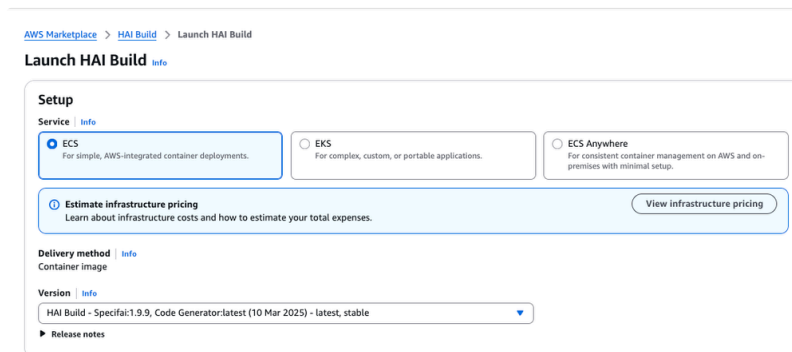 AWS Marketplace > HAI Build > Launch HAI Build
Launch HAI Build Info
Setup
Service | Info
ECS
For simple, AWS-integrated container deployments.
EKS
For complex, custom, or portable applications.
ECS Anywhere
For consistent container management on AWS and on-
premises with minimal setup.
Estimate infrastructure pricing
Learn about infrastructure costs and how to estimate your total expenses.
View infrastructure pricing
Delivery method | Info
Container image
Version | Info
HAI Build - Specifai:1.9.9, Code Generator:latest (10 Mar 2025) - latest, stable
Release notes